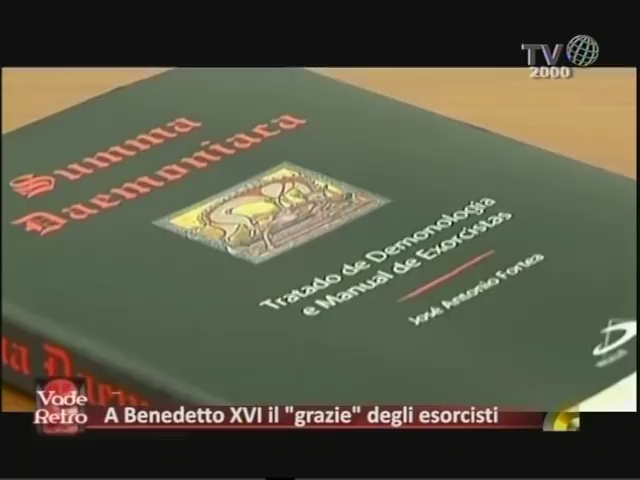 TV
2000
Summa
Daemoniaca
Tratado de Demonologia
e Manual de Exorcistas
José Antonio Fortea
Vade
Retro
A Benedetto XVI il "grazie" degli esorcisti